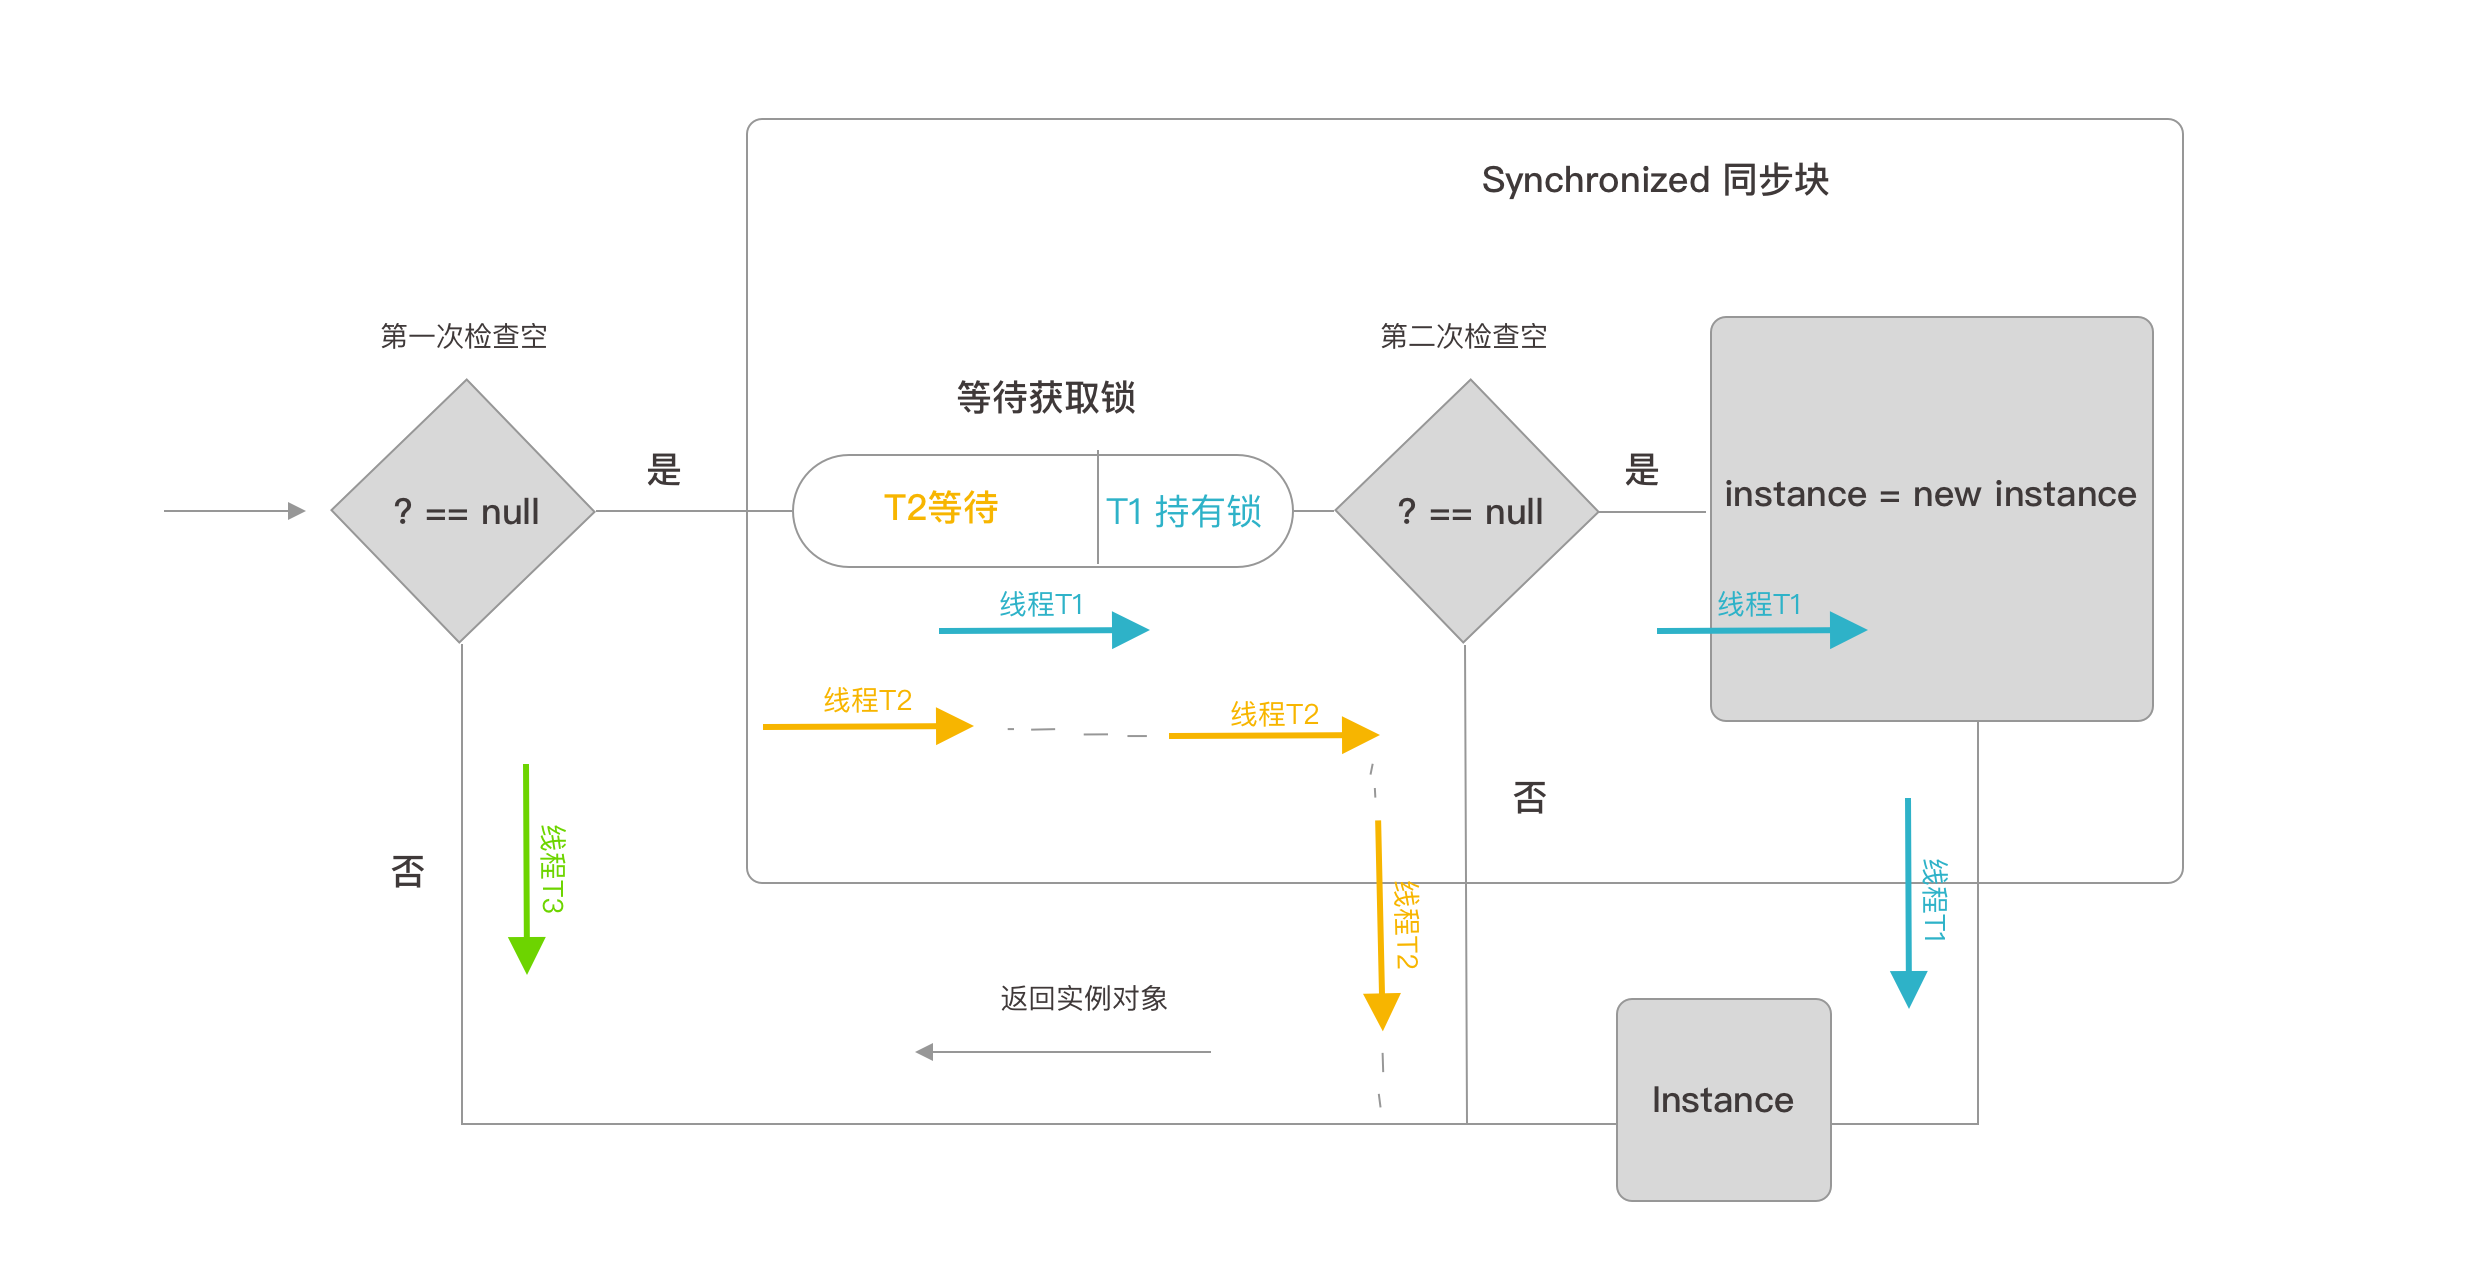 Synchronized 同步块
第一次检查空
第二次检查空
等待获取锁
是
是
? == null
T2等待
T1 持有锁
? == null
instance = new instance
线程T1
线程T1
线程T2
线程T2
否
否
线程T3
线程T2
线程T1
返回实例对象
Instance